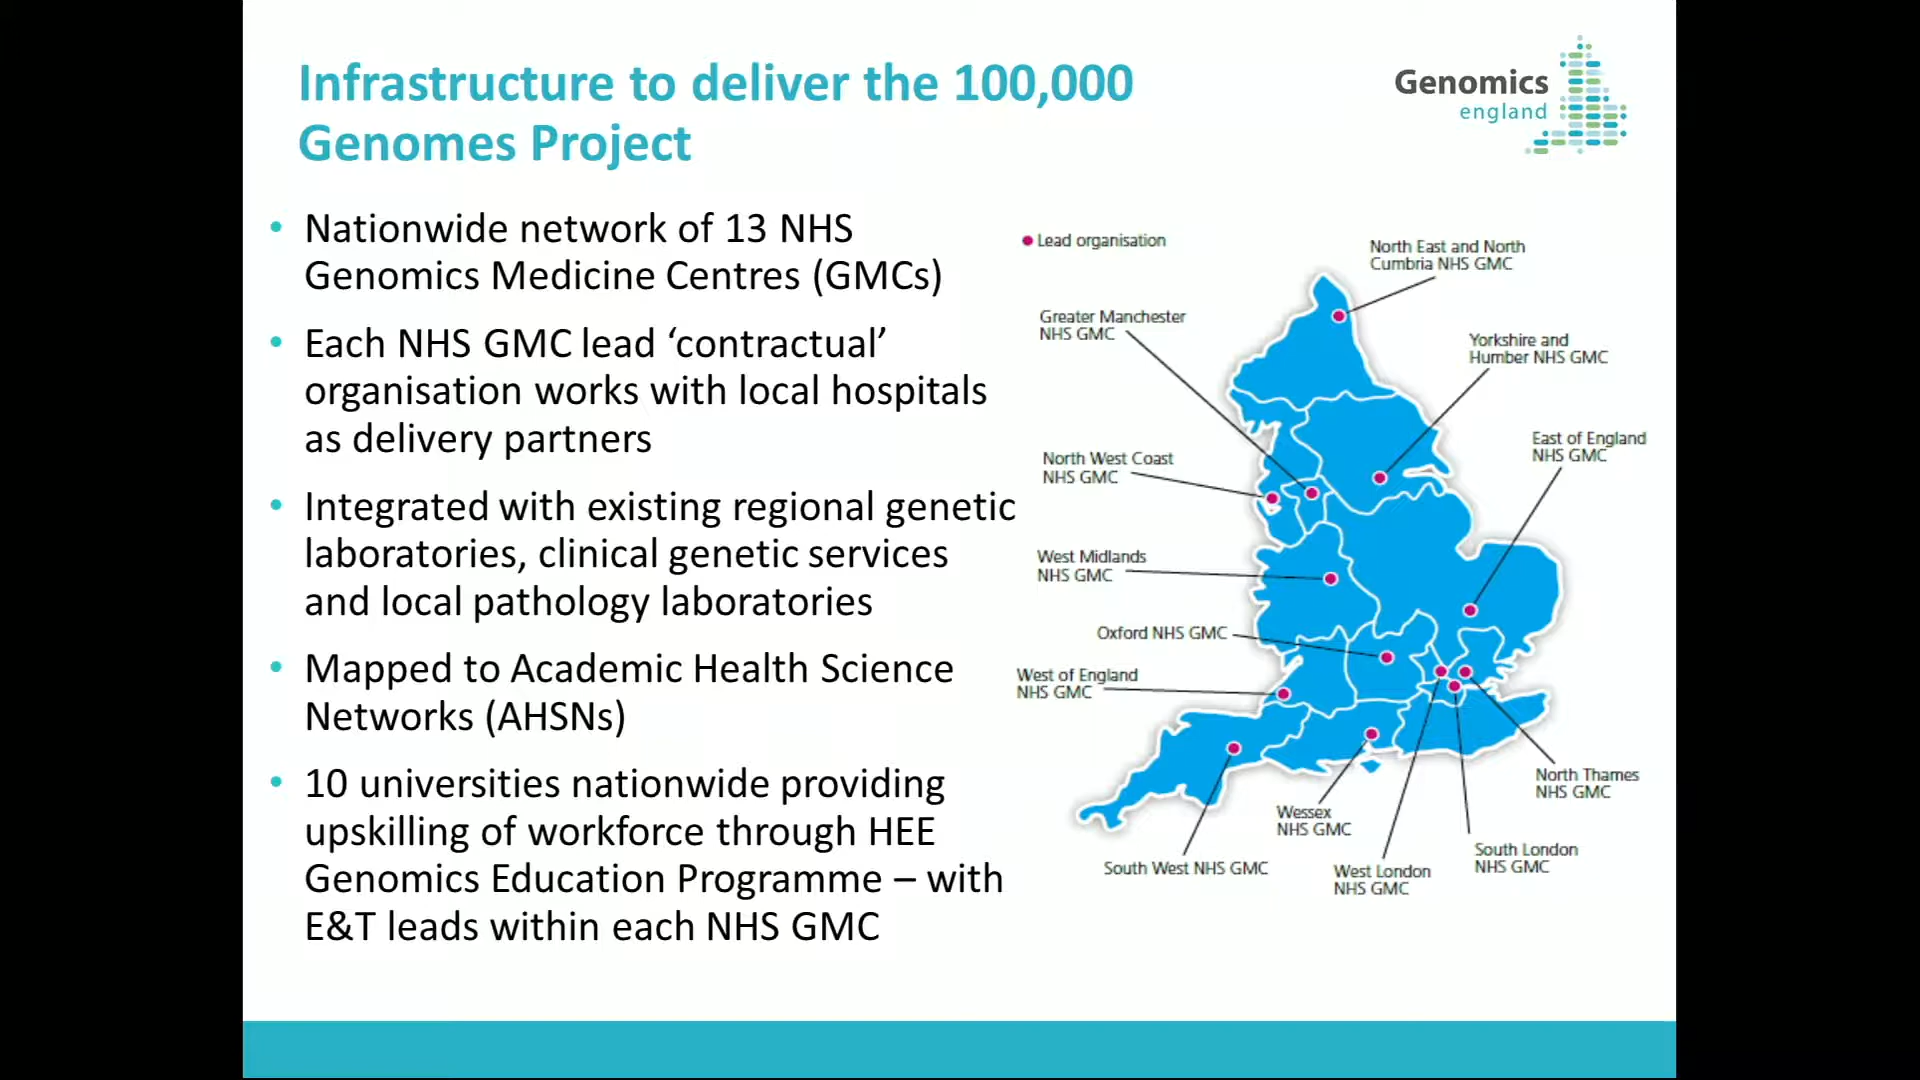 Infrastructure to deliver the 100,000
Genomes Project
Genomics
england
• Nationwide network of 13 NHS
Genomics Medicine Centres (GMCs)
• Each NHS GMC lead ‘contractual’
organisation works with local hospitals
as delivery partners
• Integrated with existing regional genetic
laboratories, clinical genetic services
and local pathology laboratories
• Mapped to Academic Health Science
Networks (AHSNs)
• 10 universities nationwide providing
upskilling of workforce through HEE
Genomics Education Programme – with
E&T leads within each NHS GMC
Lead organisation
North East and North
Cumbria NHS GMC
Greater Manchester
NHS GMC
Yorkshire and
Humber NHS GMC
East of England
NHS GMC
North West Coast
NHS GMC
West Midlands
NHS GMC
Oxford NHS GMC
West of England
NHS GMC
North Thames
NHS GMC
Wessex
NHS GMC
South London
NHS GMC
South West NHS GMC
West London
NHS GMC